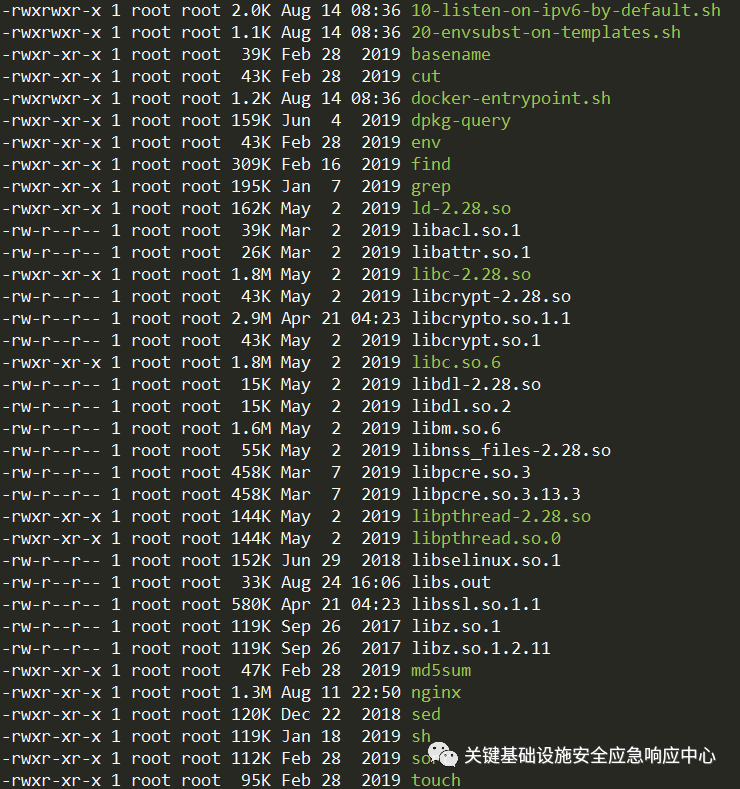 -rwxrwxr-x 1 root root 2.0K Aug 14 08:36 10-listen-on-ipv6-by-default.sh
-rwxrwxr-x 1 root root 1.1K Aug 14 08:36 20-envsubst-on-templates.sh
-rwxr-xr-x 1 root root 39K Feb 28 2019 basename
-rwxr-xr-x 1 root root 43K Feb 28 2019 cut
-rwxrwxr-x 1 root root 1.2K Aug 14 08:36 docker-entrypoint.sh
-rwxr-xr-x 1 root root 159K Jun 4 2019 dpkg-query
-rwxr-xr-x 1 root root 43K Feb 28 2019 env
-rwxr-xr-x 1 root root 309K Feb 16 2019 find
-rwxr-xr-x 1 root root 195K Jan 7 2019 grep
-rwxr-xr-x 1 root root 162K May 2 2019 ld-2.28.so
-rw-r--r-- 1 root root 39K Mar 2 2019 libacl.so.1
-rw-r--r-- 1 root root 26K Mar 2 2019 libattr.so.1
-rwxr-xr-x 1 root root 1.8M May 2 2019 libc-2.28.so
-rw-r--r-- 1 root root 43K May 2 2019 libcrypt-2.28.so
-rw-r--r-- 1 root root 2.9M Apr 21 04:23 libcrypto.so.1.1
-rw-r--r-- 1 root root 43K May 2 2019 libcrypt.so.1
-rwxr-xr-x 1 root root 1.8M May 2 2019 libc.so.6
-rw-r--r-- 1 root root 15K May 2 2019 libdl-2.28.so
-rw-r--r-- 1 root root 15K May 2 2019 libdl.so.2
-rw-r--r-- 1 root root 1.6M May 2 2019 libm.so.6
-rw-r--r-- 1 root root 55K May 2 2019 libnss_files-2.28.so
-rw-r--r-- 1 root root 458K Mar 7 2019 libpcre.so.3
-rw-r--r-- 1 root root 458K Mar 7 2019 libpcre.so.3.13.3
-rwxr-xr-x 1 root root 144K May 2 2019 libpthread-2.28.so
-rwxr-xr-x 1 root root 144K May 2 2019 libpthread.so.0
-rw-r--r-- 1 root root 152K Jun 29 2018 libselinux.so.1
-rw-r--r-- 1 root root 33K Aug 24 16:06 libs.out
-rw-r--r-- 1 root root 580K Apr 21 04:23 libssl.so.1.1
-rw-r--r-- 1 root root 119K Sep 26 2017 libz.so.1
-rw-r--r-- 1 root root 119K Sep 26 2017 libz.so.1.2.11
-rwxr-xr-x 1 root root 47K Feb 28 2019 md5sum
-rwxr-xr-x 1 root root 1.3M Aug 11 22:50 nginx
-rwxr-xr-x 1 root root 120K Dec 22 2018 sed
-rwxr-xr-x 1 root root 119K Jan 18 2019 sh
-rwxr-xr-x 1 root root 112K Feb 28 2019
关键基础设施安全应急响应中心
-rwxr-xr-x 1 root root 95K Feb 28 2019 touch